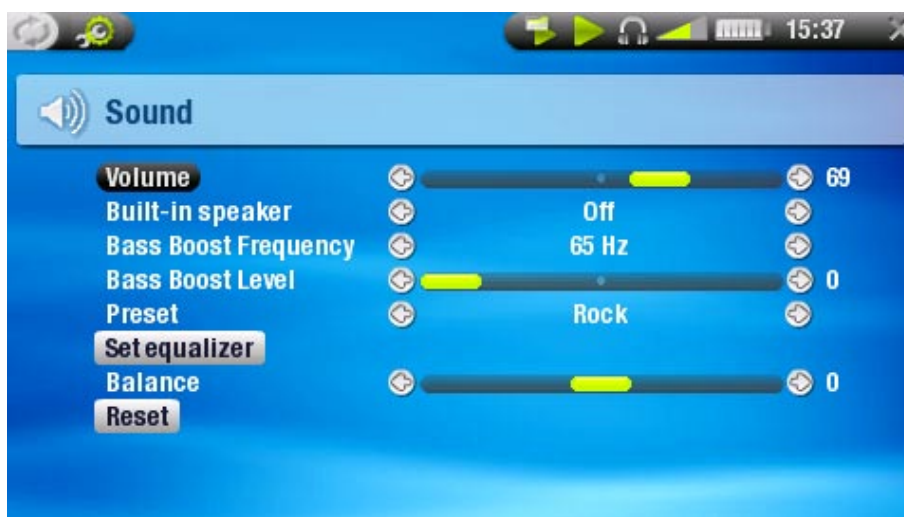 15:37
Sound
Volume 69
Built-in speaker Off
Bass Boost Frequency 65 Hz
Bass Boost Level 0
Preset Rock
Set equalizer
Balance 0
Reset